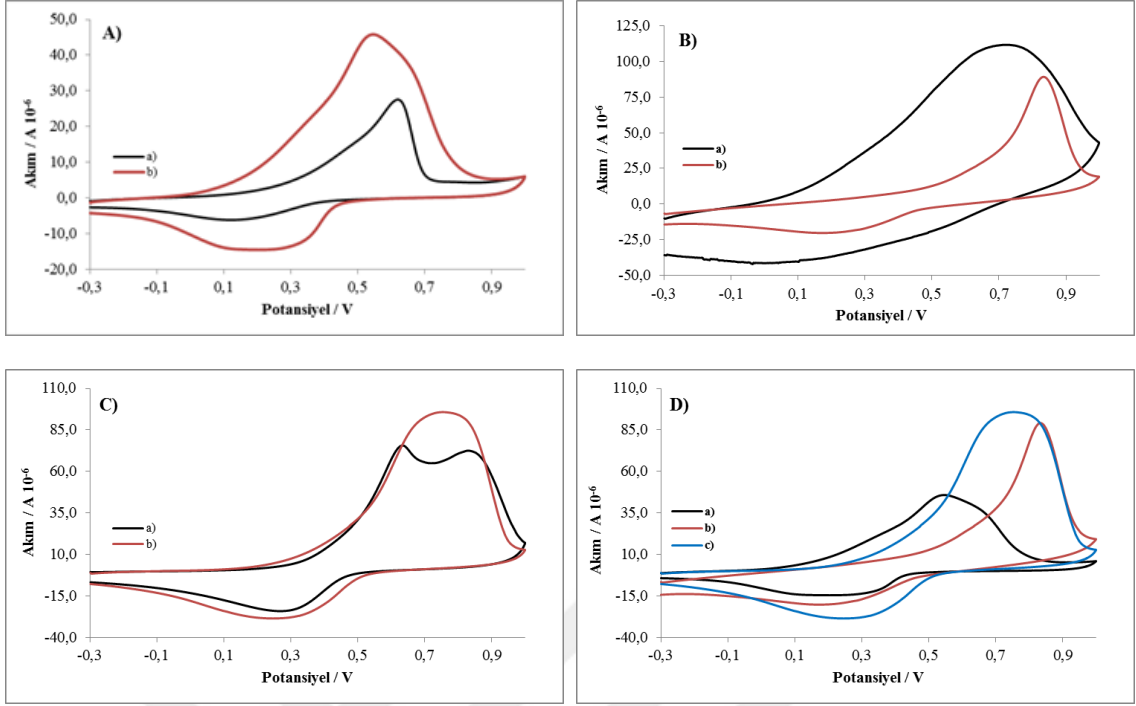 A)
50,0
40,0
30,0
20,0
10,0
0,0
-10,0
-20,0
Akım / A 10⁻⁶
a)
b)
-0,3 -0,1 0,1 0,3 0,5 0,7 0,9
Potansiyel / V
B)
125,0
100,0
75,0
50,0
25,0
0,0
-25,0
-50,0
Akım / A 10⁻⁶
a)
b)
-0,3 -0,1 0,1 0,3 0,5 0,7 0,9
Potansiyel / V
C)
110,0
85,0
60,0
35,0
10,0
-15,0
-40,0
Akım / A 10⁻⁶
a)
b)
-0,3 -0,1 0,1 0,3 0,5 0,7 0,9
Potansiyel / V
D)
110,0
85,0
60,0
35,0
10,0
-15,0
-40,0
Akım / A 10⁻⁶
a)
b)
c)
-0,3 -0,1 0,1 0,3 0,5 0,7 0,9
Potansiyel / V